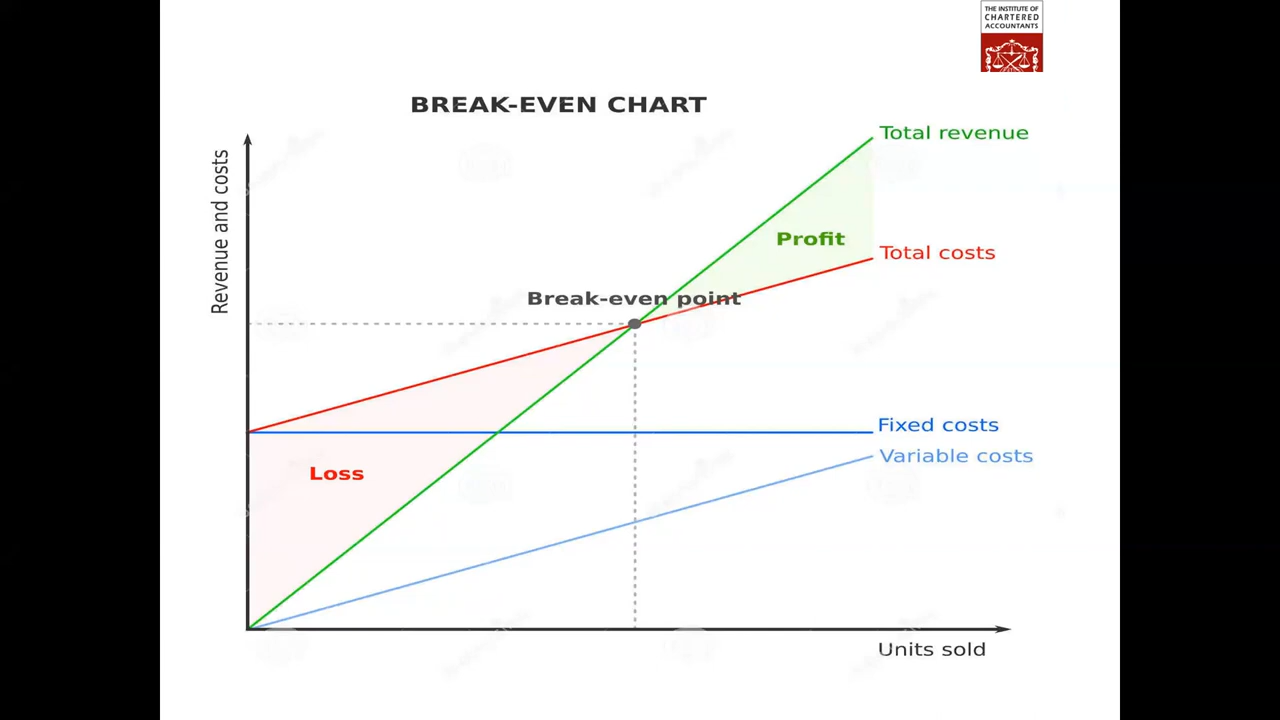 THE INSTITUTE OF
CHARTERED
ACCOUNTANTS
BREAK-EVEN CHART
Total revenue
Revenue and costs
Profit
Total costs
Break-even point
Fixed costs
Variable costs
Loss
Units sold